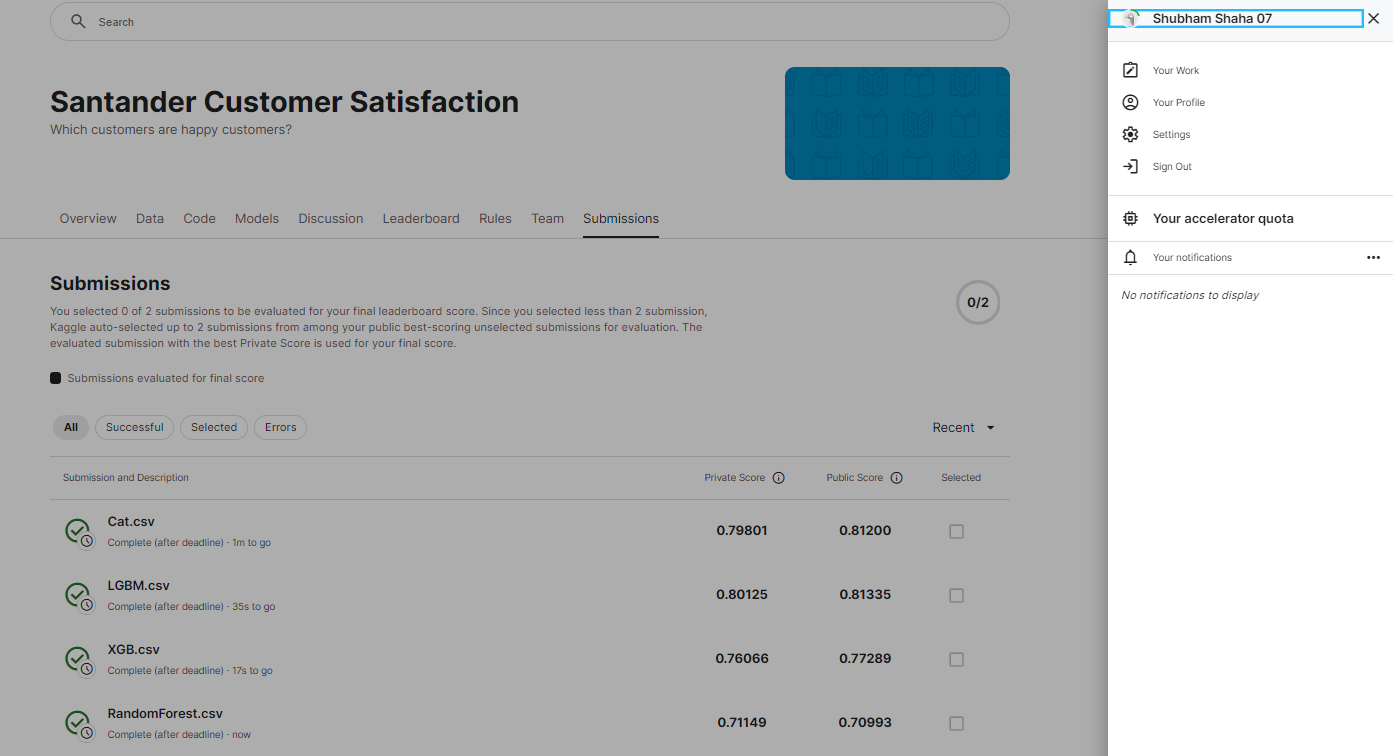 Search
Santander Customer Satisfaction
Which customers are happy customers?
Overview Data Code Models Discussion Leaderboard Rules Team Submissions
Submissions
You selected 0 of 2 submissions to be evaluated for your final leaderboard score. Since you selected less than 2 submission,
Kaggle auto-selected up to 2 submissions from among your public best-scoring unselected submissions for evaluation. The
evaluated submission with the best Private Score is used for your final score.
0/2
Submissions evaluated for final score
All Successful Selected Errors Recent
Submission and Description Private Score Public Score Selected
Cat.csv
Complete (after deadline) · 1m to go
0.79801 0.81200
LGBM.csv
Complete (after deadline) · 35s to go
0.80125 0.81335
XGB.csv
Complete (after deadline) · 17s to go
0.76066 0.77289
RandomForest.csv
Complete (after deadline) · now
0.71149 0.70993
Shubham Shaha 07
Your Work
Your Profile
Settings
Sign Out
Your accelerator quota
Your notifications
No notifications to display